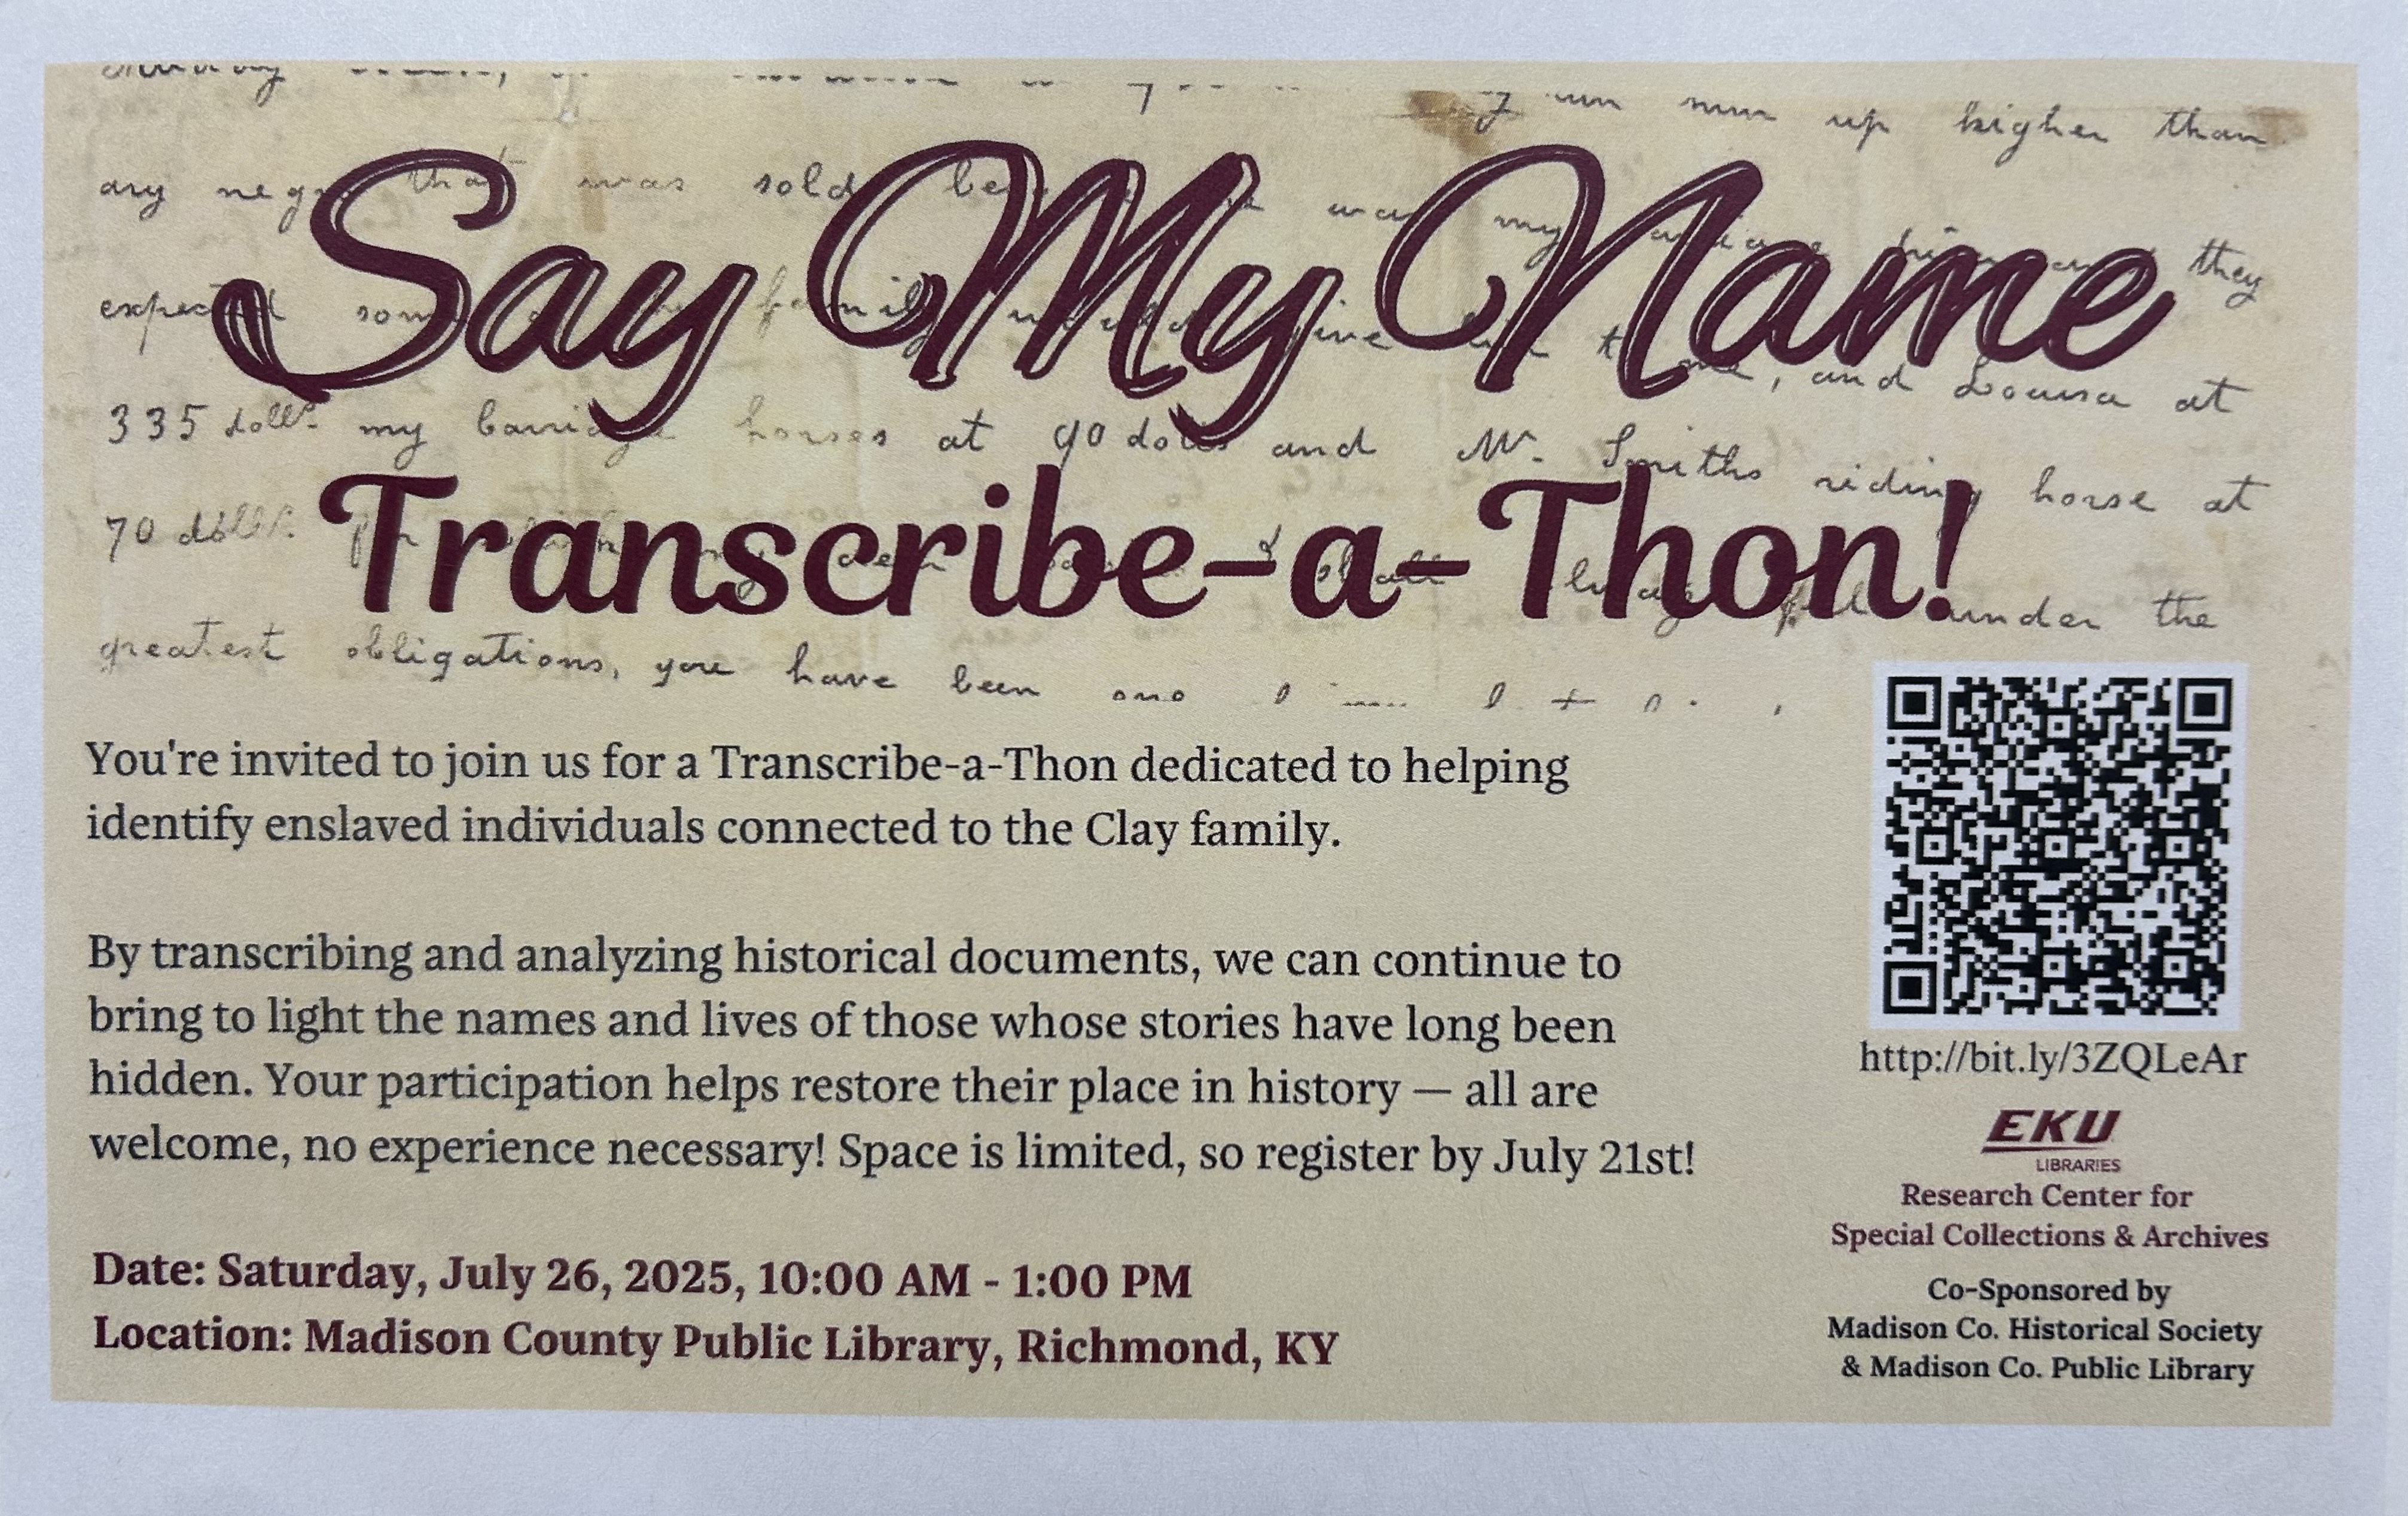 up higher than
any that was sold my they
expected family and Louisa at
335 dolls. my horses at 90 dolls and Mr. Smiths riding horse at
70 dolls. under the
greatest obligations, you have been
Say My Name
Transcribe-a-Thon!
You're invited to join us for a Transcribe-a-Thon dedicated to helping
identify enslaved individuals connected to the Clay family.
By transcribing and analyzing historical documents, we can continue to
bring to light the names and lives of those whose stories have long been
hidden. Your participation helps restore their place in history — all are
welcome, no experience necessary! Space is limited, so register by July 21st!
Date: Saturday, July 26, 2025, 10:00 AM - 1:00 PM
Location: Madison County Public Library, Richmond, KY
http://bit.ly/3ZQLeAr
EKU
LIBRARIES
Research Center for
Special Collections & Archives
Co-Sponsored by
Madison Co. Historical Society
& Madison Co. Public Library